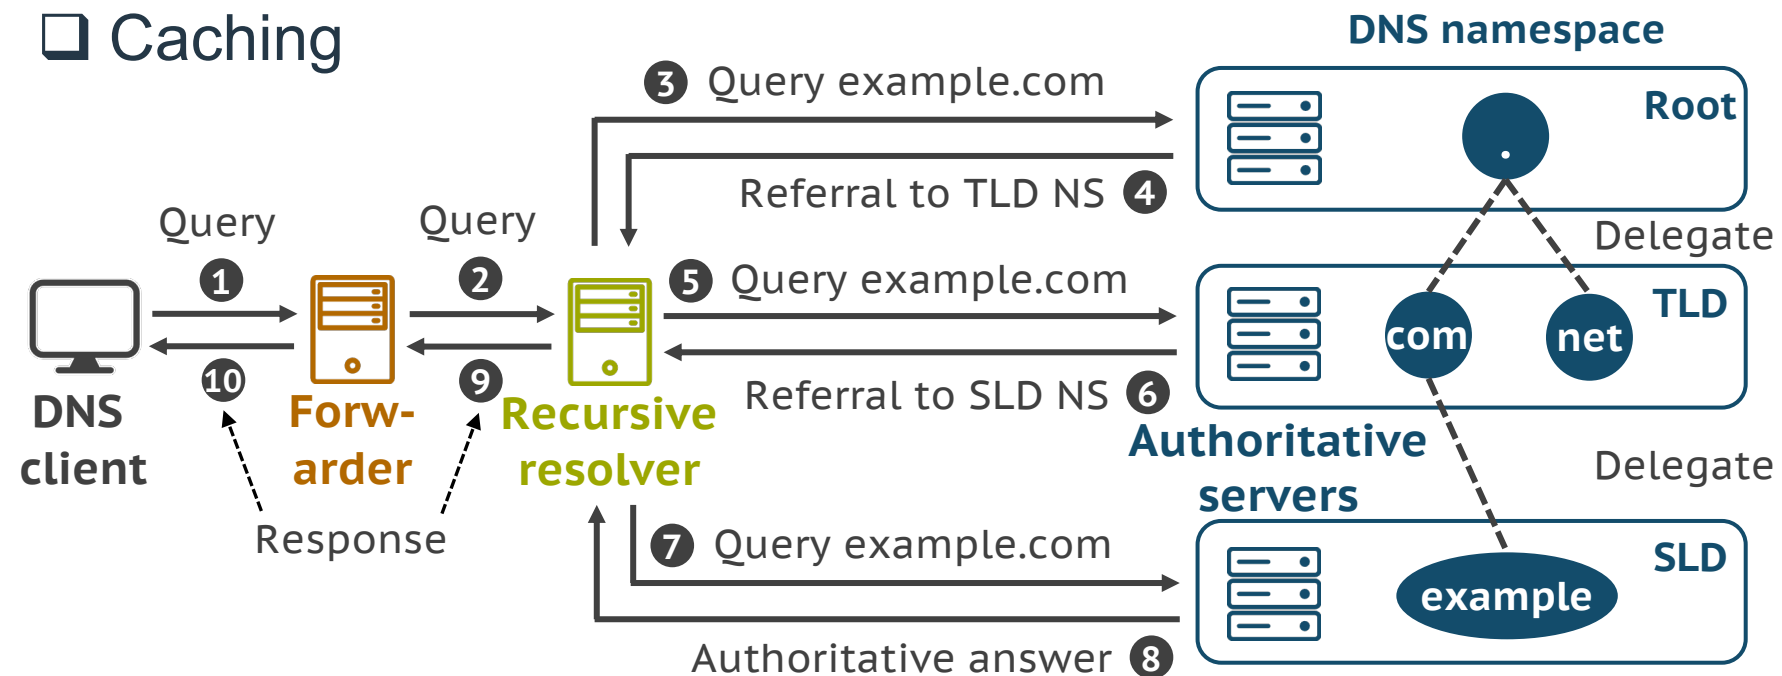 ❑ Caching
DNS namespace
3 Query example.com
Root
.
Referral to TLD NS 4
Delegate
Query
Query
1
2
5 Query example.com
TLD
com
net
Referral to SLD NS 6
10
9
DNS
client
Forw-
arder
Recursive
resolver
Authoritative
servers
Delegate
Response
7 Query example.com
SLD
example
Authoritative answer 8